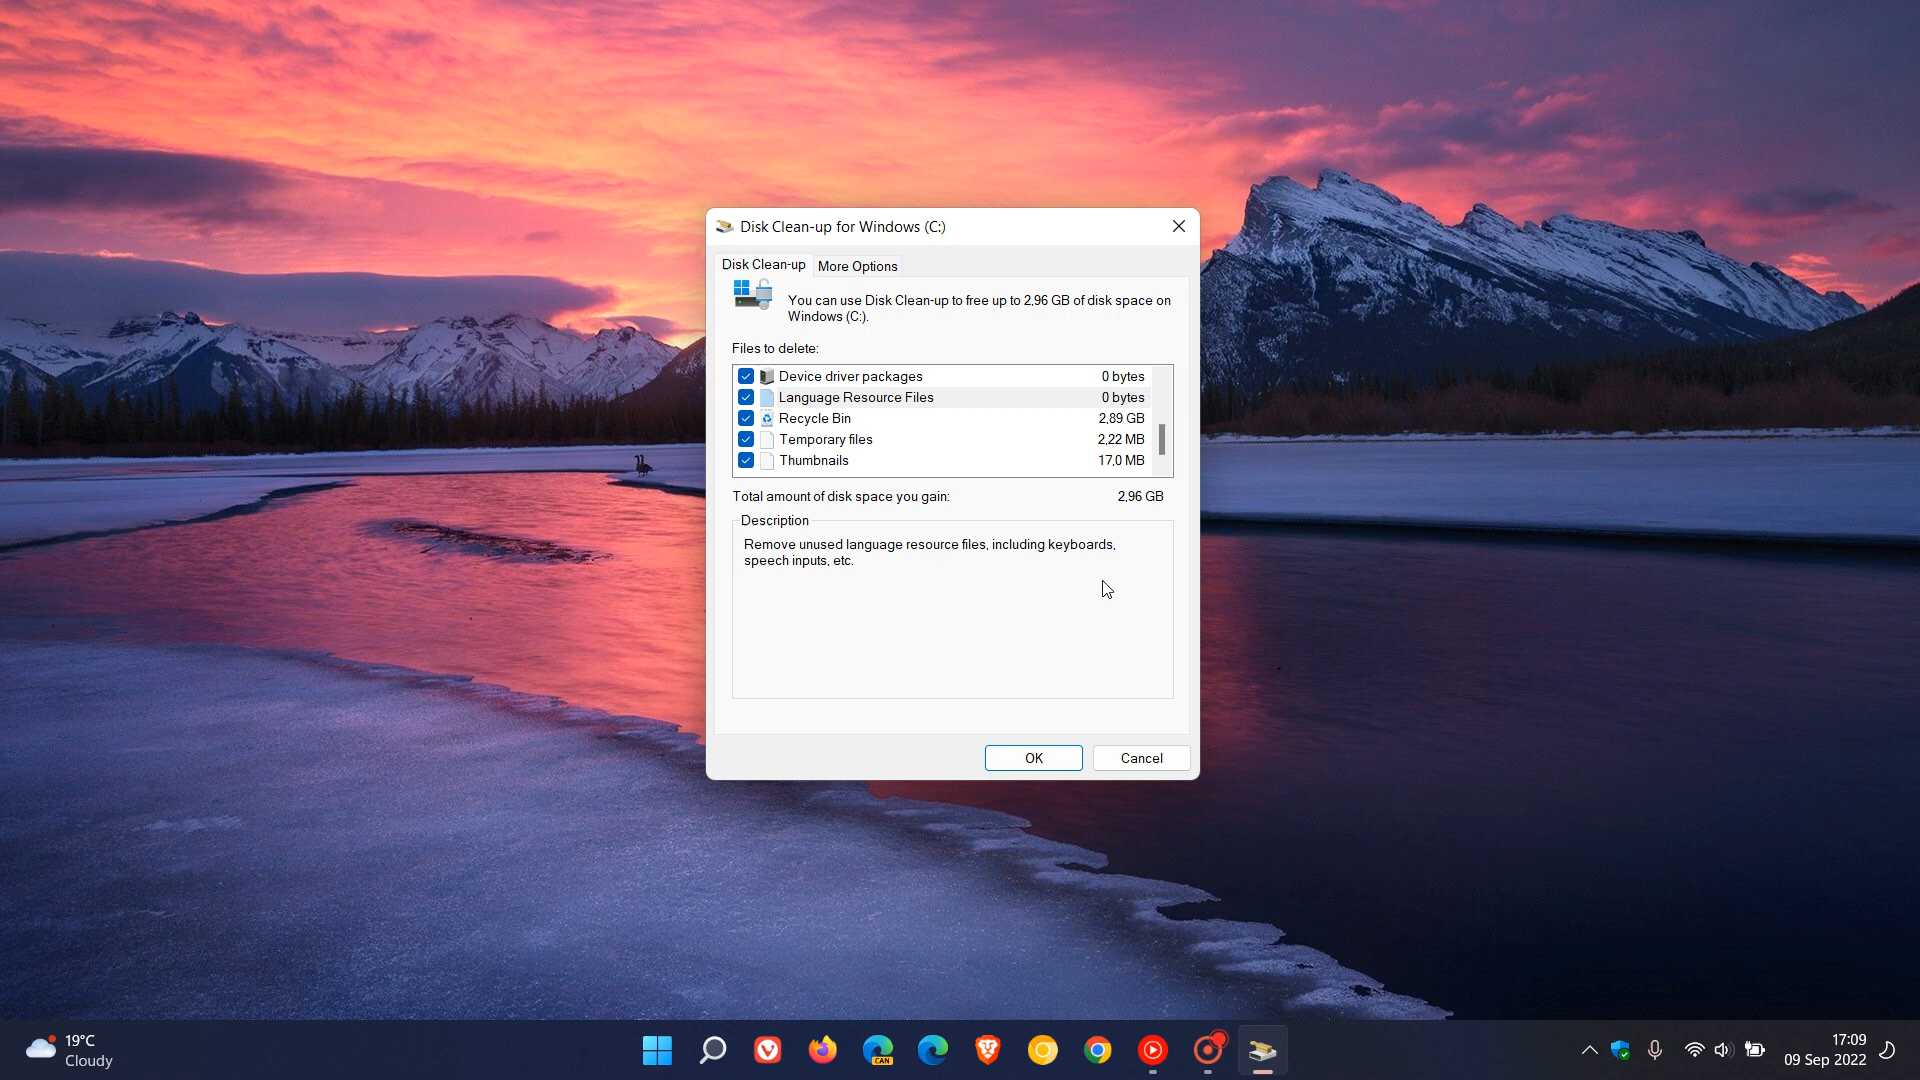 Disk Clean-up for Windows (C:)
Disk Clean-up
More Options
You can use Disk Clean-up to free up to 2,96 GB of disk space on
Windows (C:).
Files to delete:
Device driver packages 0 bytes
Language Resource Files 0 bytes
Recycle Bin 2,89 GB
Temporary files 2,22 MB
Thumbnails 17,0 MB
Total amount of disk space you gain: 2,96 GB
Description
Remove unused language resource files, including keyboards,
speech inputs, etc.
OK
Cancel
19°C
Cloudy
CAN
17:09
09 Sep 2022